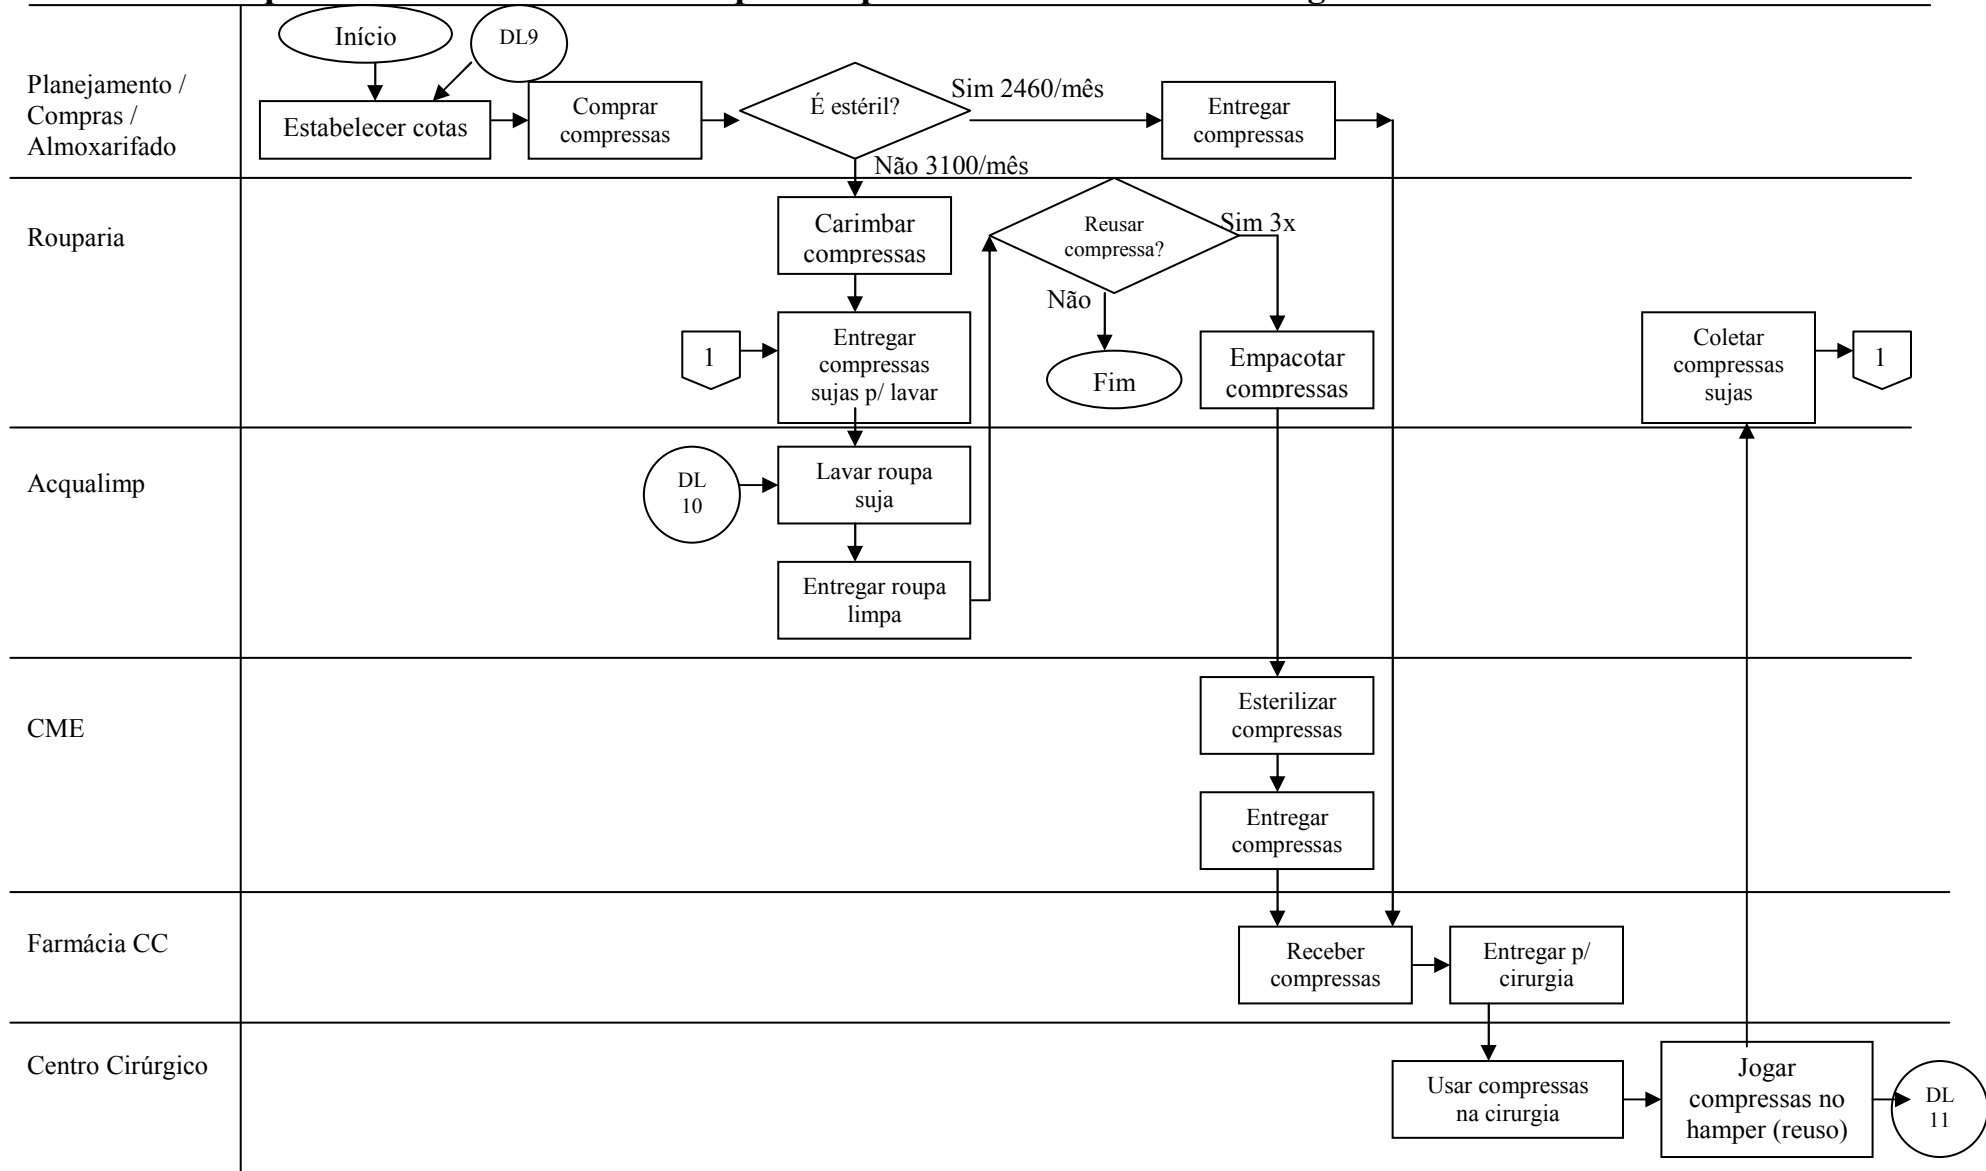 Início
DL9
Planejamento /
Compras /
Almoxarifado
Estabelecer cotas
Comprar
compressas
É estéril?
Sim 2460/mês
Entregar
compressas
Não 3100/mês
Rouparia
Carimbar
compressas
Reusar
compressa?
Sim 3x
Não
1
Entregar
compressas
sujas p/ lavar
Fim
Empacotar
compressas
Coletar
compressas
sujas
1
Acqualimp
DL
10
Lavar roupa
suja
Entregar roupa
limpa
CME
Esterilizar
compressas
Entregar
compressas
Farmácia CC
Receber
compressas
Entregar p/
cirurgia
Centro Cirúrgico
Usar compressas
na cirurgia
Jogar
compressas no
hamper (reuso)
DL
11